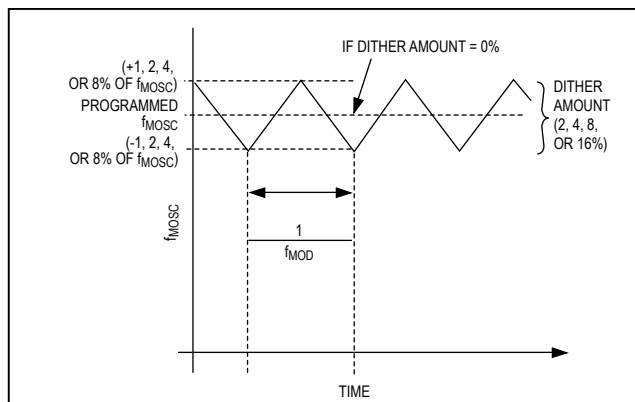 (+1, 2, 4,
OR 8% OF fMOSC)
PROGRAMMED
fMOSC
(-1, 2, 4,
OR 8% OF fMOSC)
IF DITHER AMOUNT = 0%
DITHER
AMOUNT
(2, 4, 8,
OR 16%)
fMOSC
1
fMOD
TIME